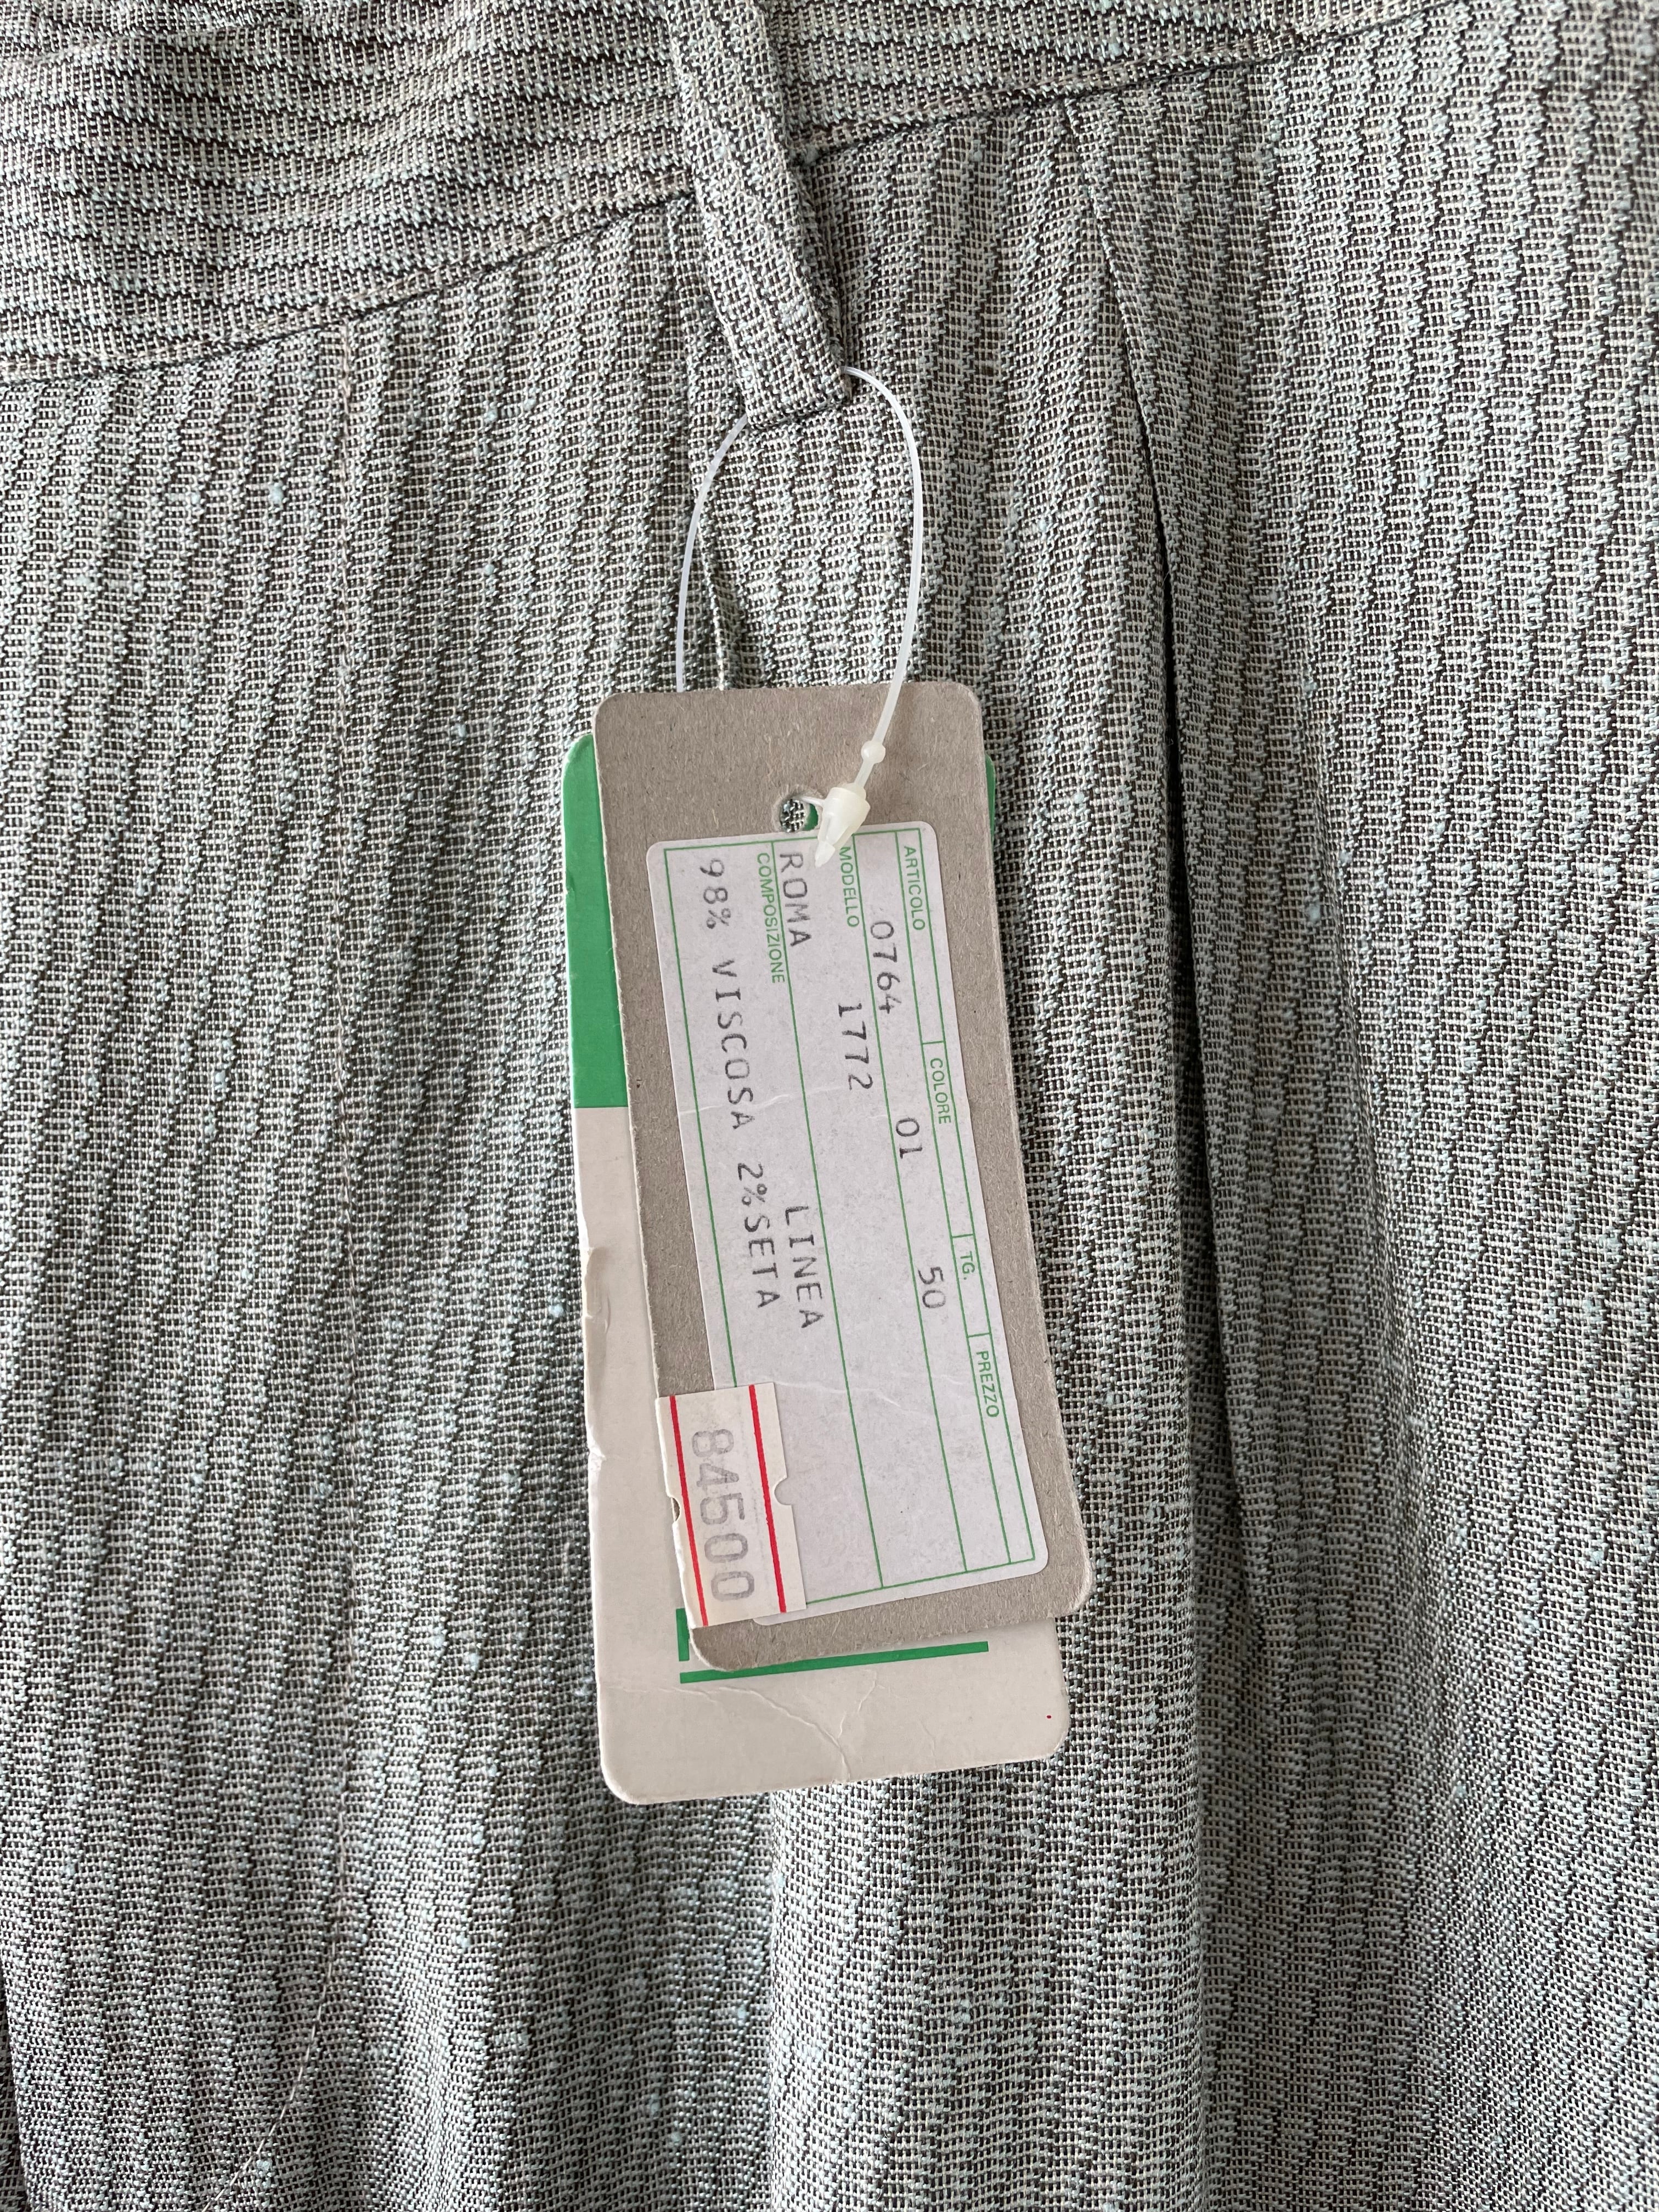 ARTICOLO COLORE TG. PREZZO
0764 01 50
MODELLO
1772
ROMA LINEA
COMPOSIZIONE
98% VISCOSA 2%SETA
84500